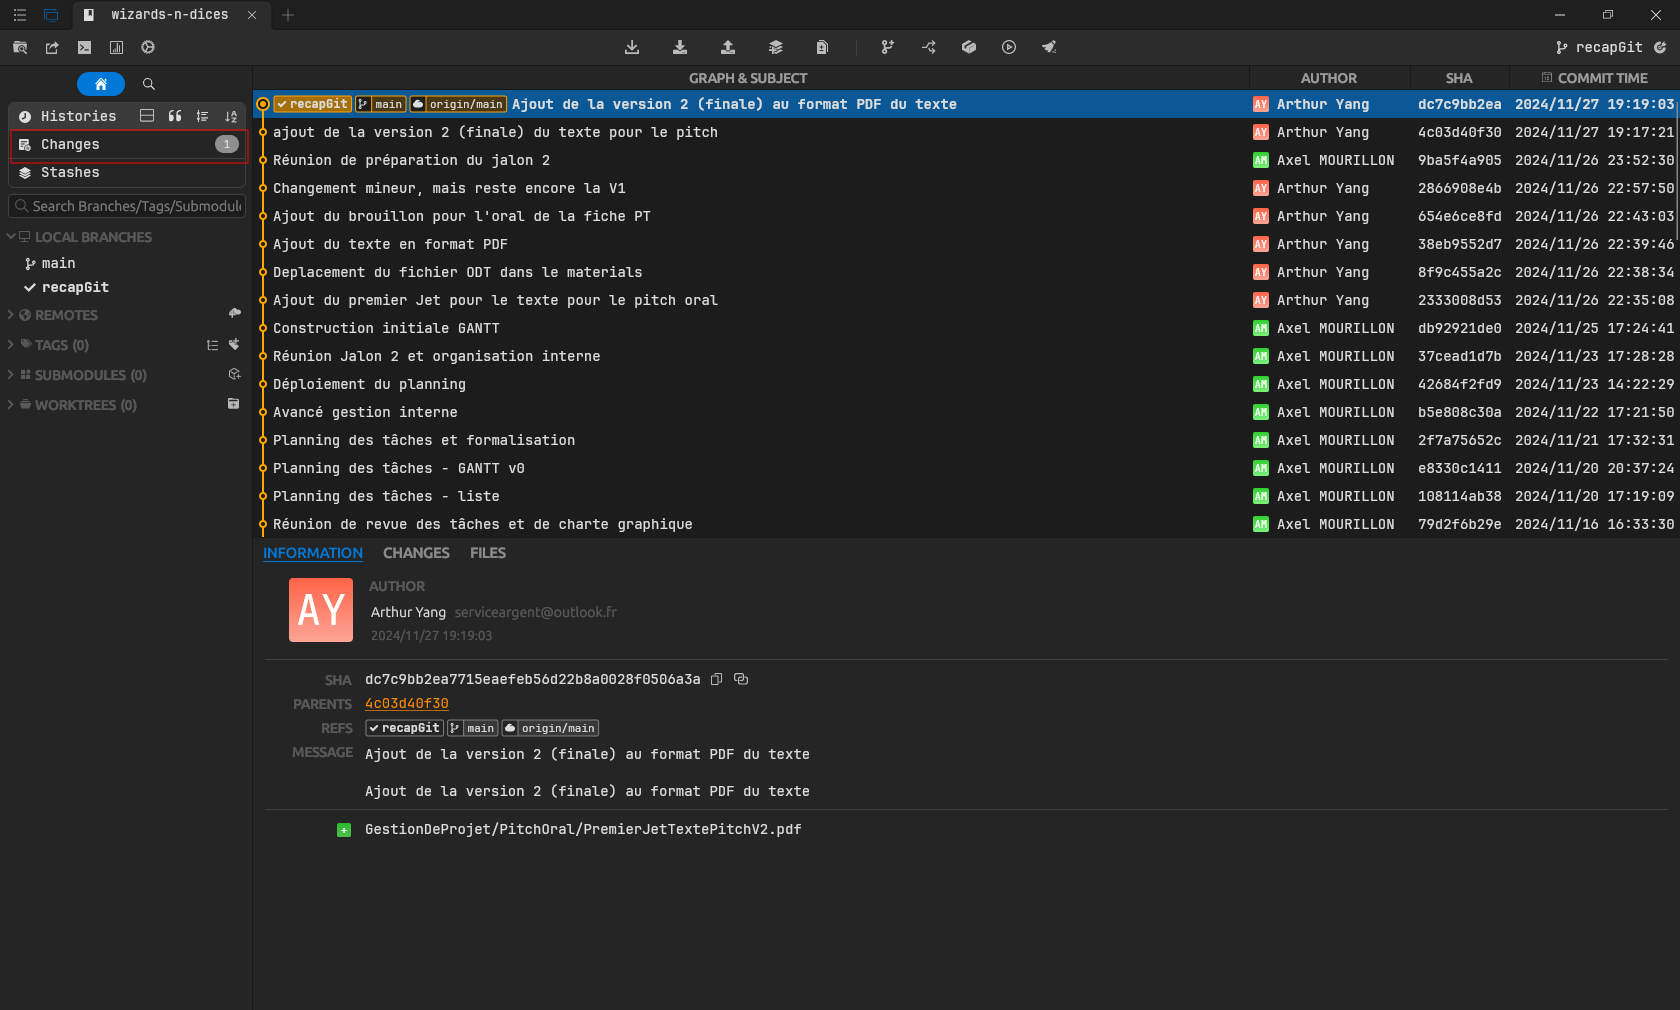 wizards-n-dices
recapGit
GRAPH & SUBJECT AUTHOR SHA COMMIT TIME
Histories
Changes 1
Stashes
Search Branches/Tags/Submodul
LOCAL BRANCHES
main
recapGit
REMOTES
TAGS (0)
SUBMODULES (0)
WORKTREES (0)
recapGit main origin/main Ajout de la version 2 (finale) au format PDF du texte AY Arthur Yang dc7c9bb2ea 2024/11/27 19:19:03
ajout de la version 2 (finale) du texte pour le pitch AY Arthur Yang 4c03d40f30 2024/11/27 19:17:21
Réunion de préparation du jalon 2 AM Axel MOURILLON 9ba5f4a905 2024/11/26 23:52:30
Changement mineur, mais reste encore la V1 AY Arthur Yang 2866908e4b 2024/11/26 22:57:50
Ajout du brouillon pour l'oral de la fiche PT AY Arthur Yang 654e6ce8fd 2024/11/26 22:43:03
Ajout du texte en format PDF AY Arthur Yang 38eb9552d7 2024/11/26 22:39:46
Deplacement du fichier ODT dans le materials AY Arthur Yang 8f9c455a2c 2024/11/26 22:38:34
Ajout du premier Jet pour le texte pour le pitch oral AY Arthur Yang 2333008d53 2024/11/26 22:35:08
Construction initiale GANTT AM Axel MOURILLON db92921de0 2024/11/25 17:24:41
Réunion Jalon 2 et organisation interne AM Axel MOURILLON 37cead1d7b 2024/11/23 17:28:28
Déploiement du planning AM Axel MOURILLON 42684f2fd9 2024/11/23 14:22:29
Avancé gestion interne AM Axel MOURILLON b5e808c30a 2024/11/22 17:21:50
Planning des tâches et formalisation AM Axel MOURILLON 2f7a75652c 2024/11/21 17:32:31
Planning des tâches - GANTT v0 AM Axel MOURILLON e8330c1411 2024/11/20 20:37:24
Planning des tâches - liste AM Axel MOURILLON 108114ab38 2024/11/20 17:19:09
Réunion de revue des tâches et de charte graphique AM Axel MOURILLON 79d2f6b29e 2024/11/16 16:33:30
INFORMATION CHANGES FILES
AY
AUTHOR
Arthur Yang serviceargent@outlook.fr
2024/11/27 19:19:03
SHA dc7c9bb2ea7715eaefeb56d22b8a0028f0506a3a
PARENTS 4c03d40f30
REFS recapGit main origin/main
MESSAGE Ajout de la version 2 (finale) au format PDF du texte
Ajout de la version 2 (finale) au format PDF du texte
GestionDeProjet/PitchOral/PremierJetTextePitchV2.pdf